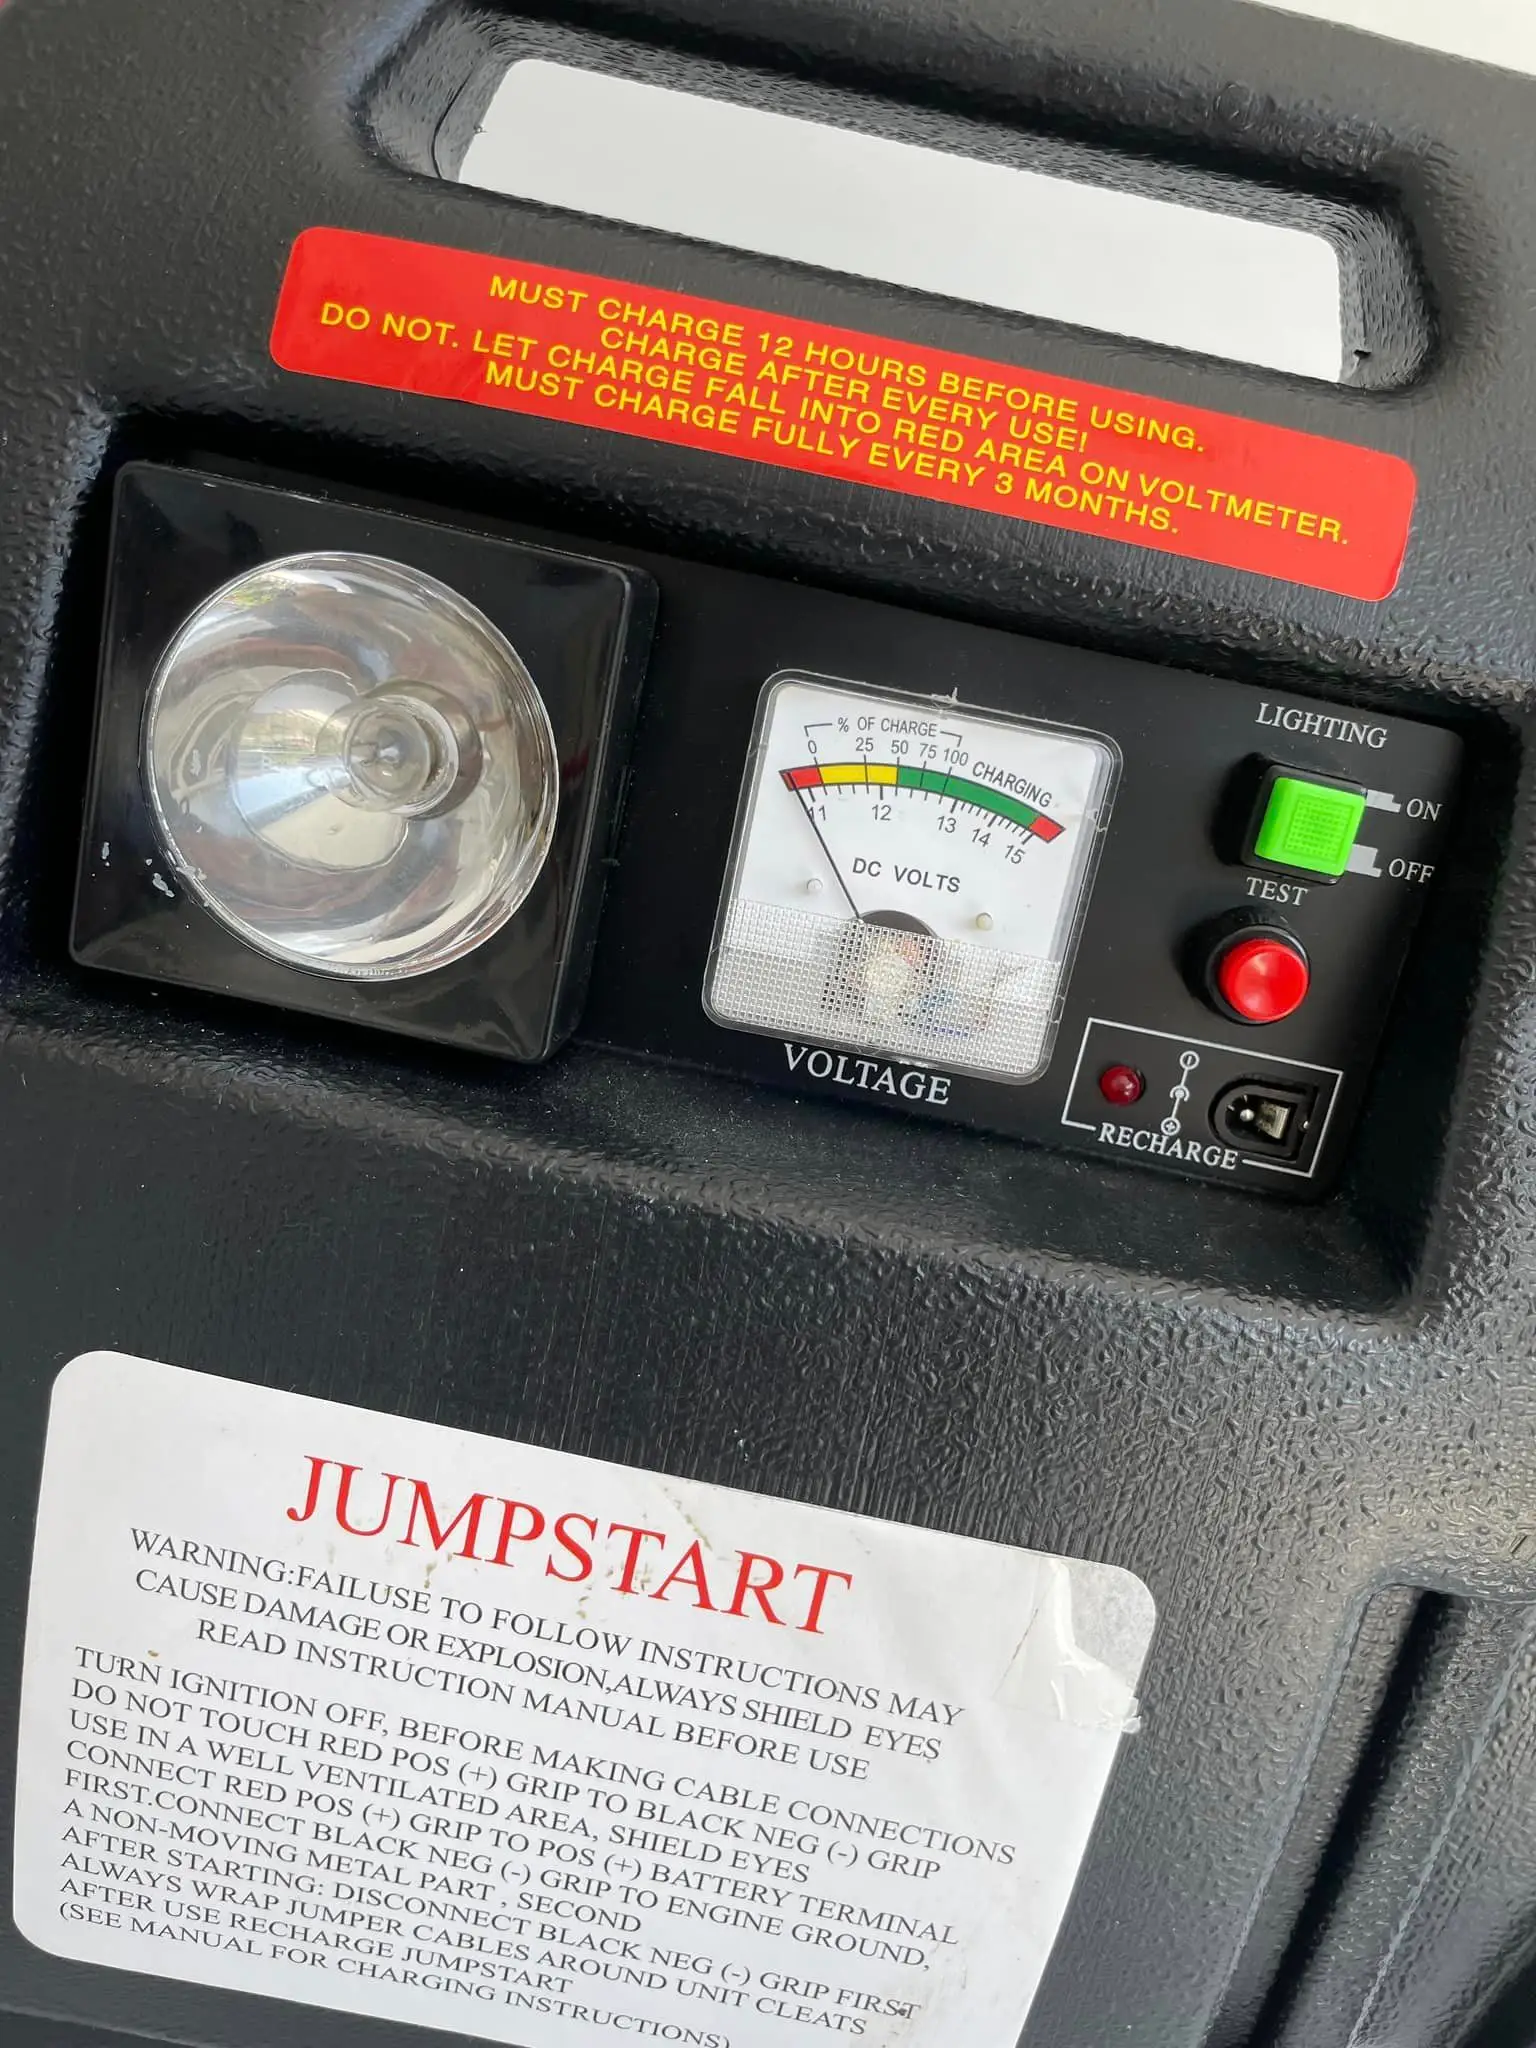 MUST CHARGE 12 HOURS BEFORE USING.
CHARGE AFTER EVERY USE!
DO NOT. LET CHARGE FALL INTO RED AREA ON VOLTMETER.
MUST CHARGE FULLY EVERY 3 MONTHS.
% OF CHARGE
0 25 50 75 100 CHARGING
11 12 13 14 15
DC VOLTS
VOLTAGE
LIGHTING
ON
OFF
TEST
RECHARGE
JUMPSTART
WARNING:FAILUSE TO FOLLOW INSTRUCTIONS MAY
CAUSE DAMAGE OR EXPLOSION,ALWAYS SHIELD EYES
READ INSTRUCTION MANUAL BEFORE USE
TURN IGNITION OFF, BEFORE MAKING CABLE CONNECTIONS
DO NOT TOUCH RED POS (+) GRIP TO BLACK NEG (-) GRIP
USE IN A WELL VENTILATED AREA, SHIELD EYES
CONNECT RED POS (+) GRIP TO POS (+) BATTERY TERMINAL
FIRST.CONNECT BLACK NEG (-) GRIP TO ENGINE GROUND,
A NON-MOVING METAL PART , SECOND
AFTER STARTING: DISCONNECT BLACK NEG (-) GRIP FIRST
ALWAYS WRAP JUMPER CABLES AROUND UNIT CLEATS
AFTER USE RECHARGE JUMPSTART
(SEE MANUAL FOR CHARGING INSTRUCTIONS)